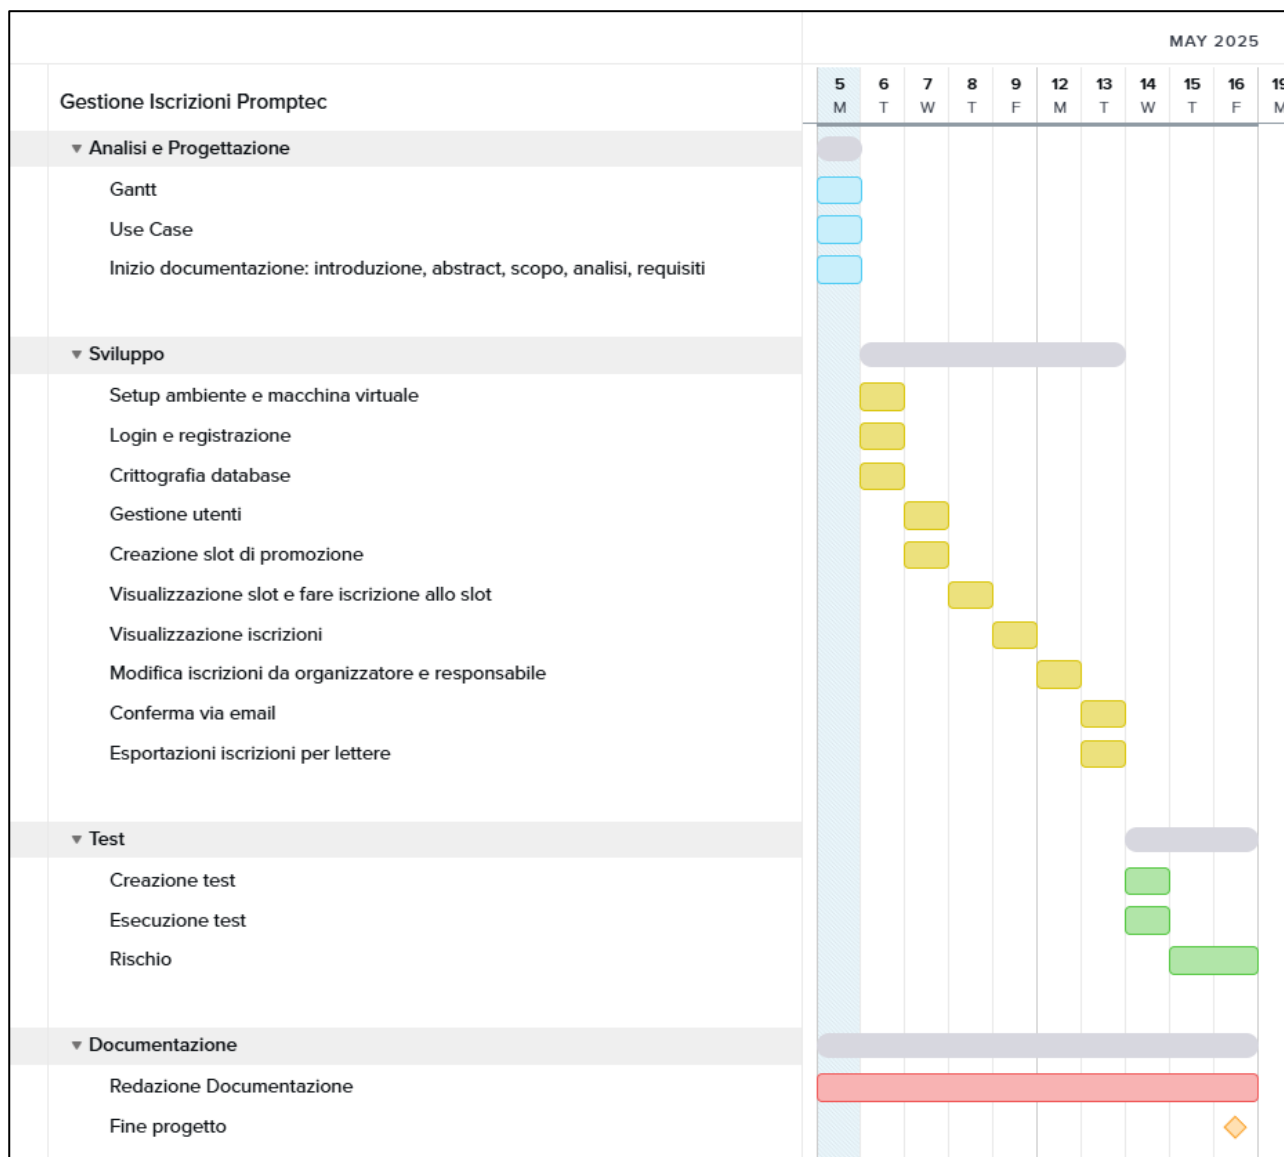 MAY 2025
5 6 7 8 9 12 13 14 15 16 19
M T W T F M T W T F M
Gestione Iscrizioni Promptec
Analisi e Progettazione
Gantt
Use Case
Inizio documentazione: introduzione, abstract, scopo, analisi, requisiti
Sviluppo
Setup ambiente e macchina virtuale
Login e registrazione
Crittografia database
Gestione utenti
Creazione slot di promozione
Visualizzazione slot e fare iscrizione allo slot
Visualizzazione iscrizioni
Modifica iscrizioni da organizzatore e responsabile
Conferma via email
Esportazioni iscrizioni per lettere
Test
Creazione test
Esecuzione test
Rischio
Documentazione
Redazione Documentazione
Fine progetto